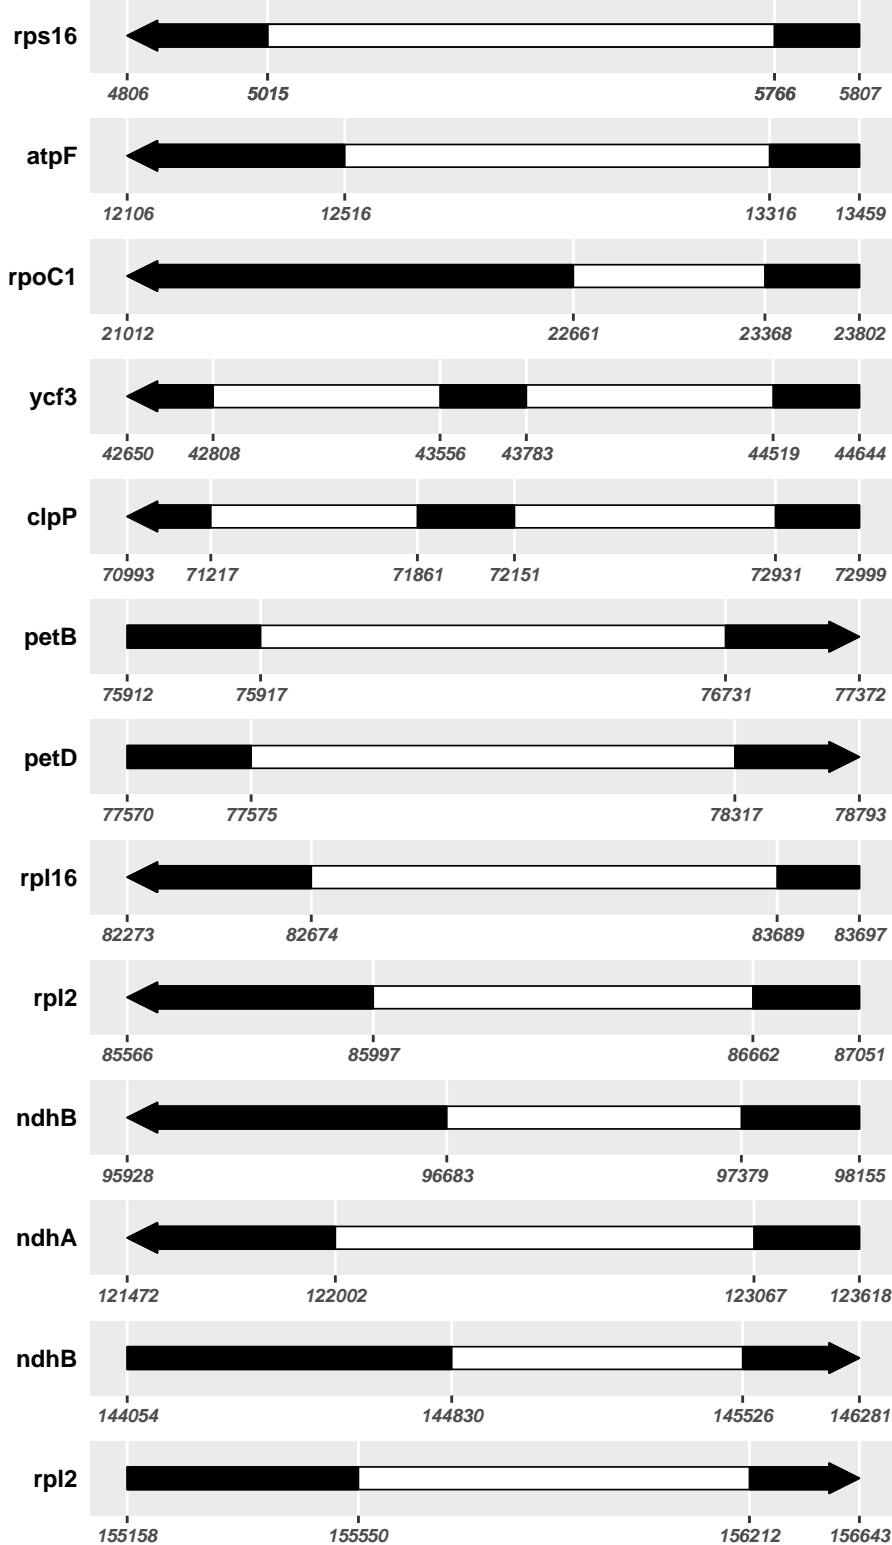 rps16
4806 5015 5766 5807
atpF
12106 12516 13316 13459
rpoC1
21012 22661 23368 23802
ycf3
42650 42808 43556 43783 44519 44644
clpP
70993 71217 71861 72151 72931 72999
petB
75912 75917 76731 77372
petD
77570 77575 78317 78793
rpl16
82273 82674 83689 83697
rpl2
85566 85997 86662 87051
ndhB
95928 96683 97379 98155
ndhA
121472 122002 123067 123618
ndhB
144054 144830 145526 146281
rpl2
155158 155550 156212 156643